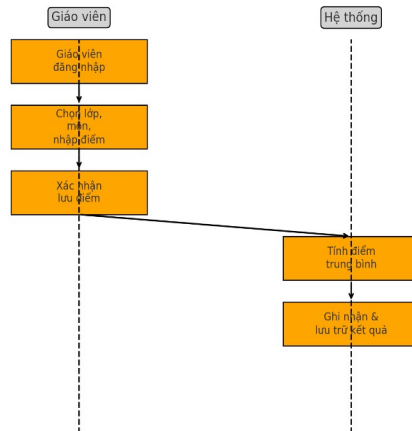 Giáo viên
Hệ thống
Giáo viên
đăng nhập
Chọn lớp,
môn,
nhập điểm
Xác nhận
lưu điểm
Tính điểm
trung bình
Ghi nhận &
lưu trữ kết quả